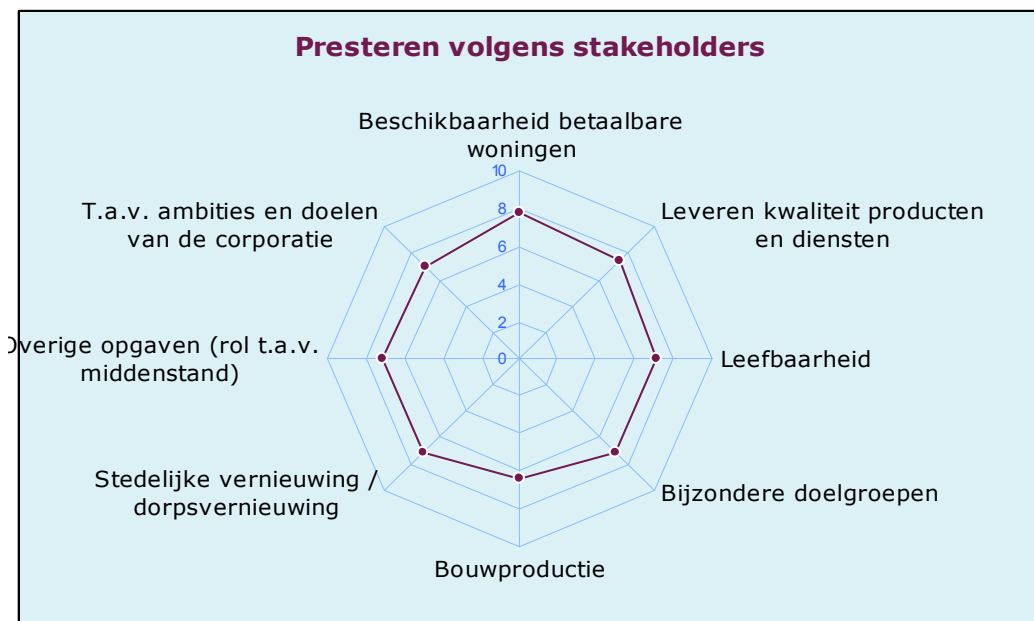 Presteren volgens stakeholders
Beschikbaarheid betaalbare
woningen
10
8
6
4
2
0
Leveren kwaliteit producten
en diensten
Leefbaarheid
Bijzondere doelgroepen
Bouwproductie
Stedelijke vernieuwing /
dorpsvernieuwing
Overige opgaven (rol t.a.v.
middenstand)
T.a.v. ambities en doelen
van de corporatie